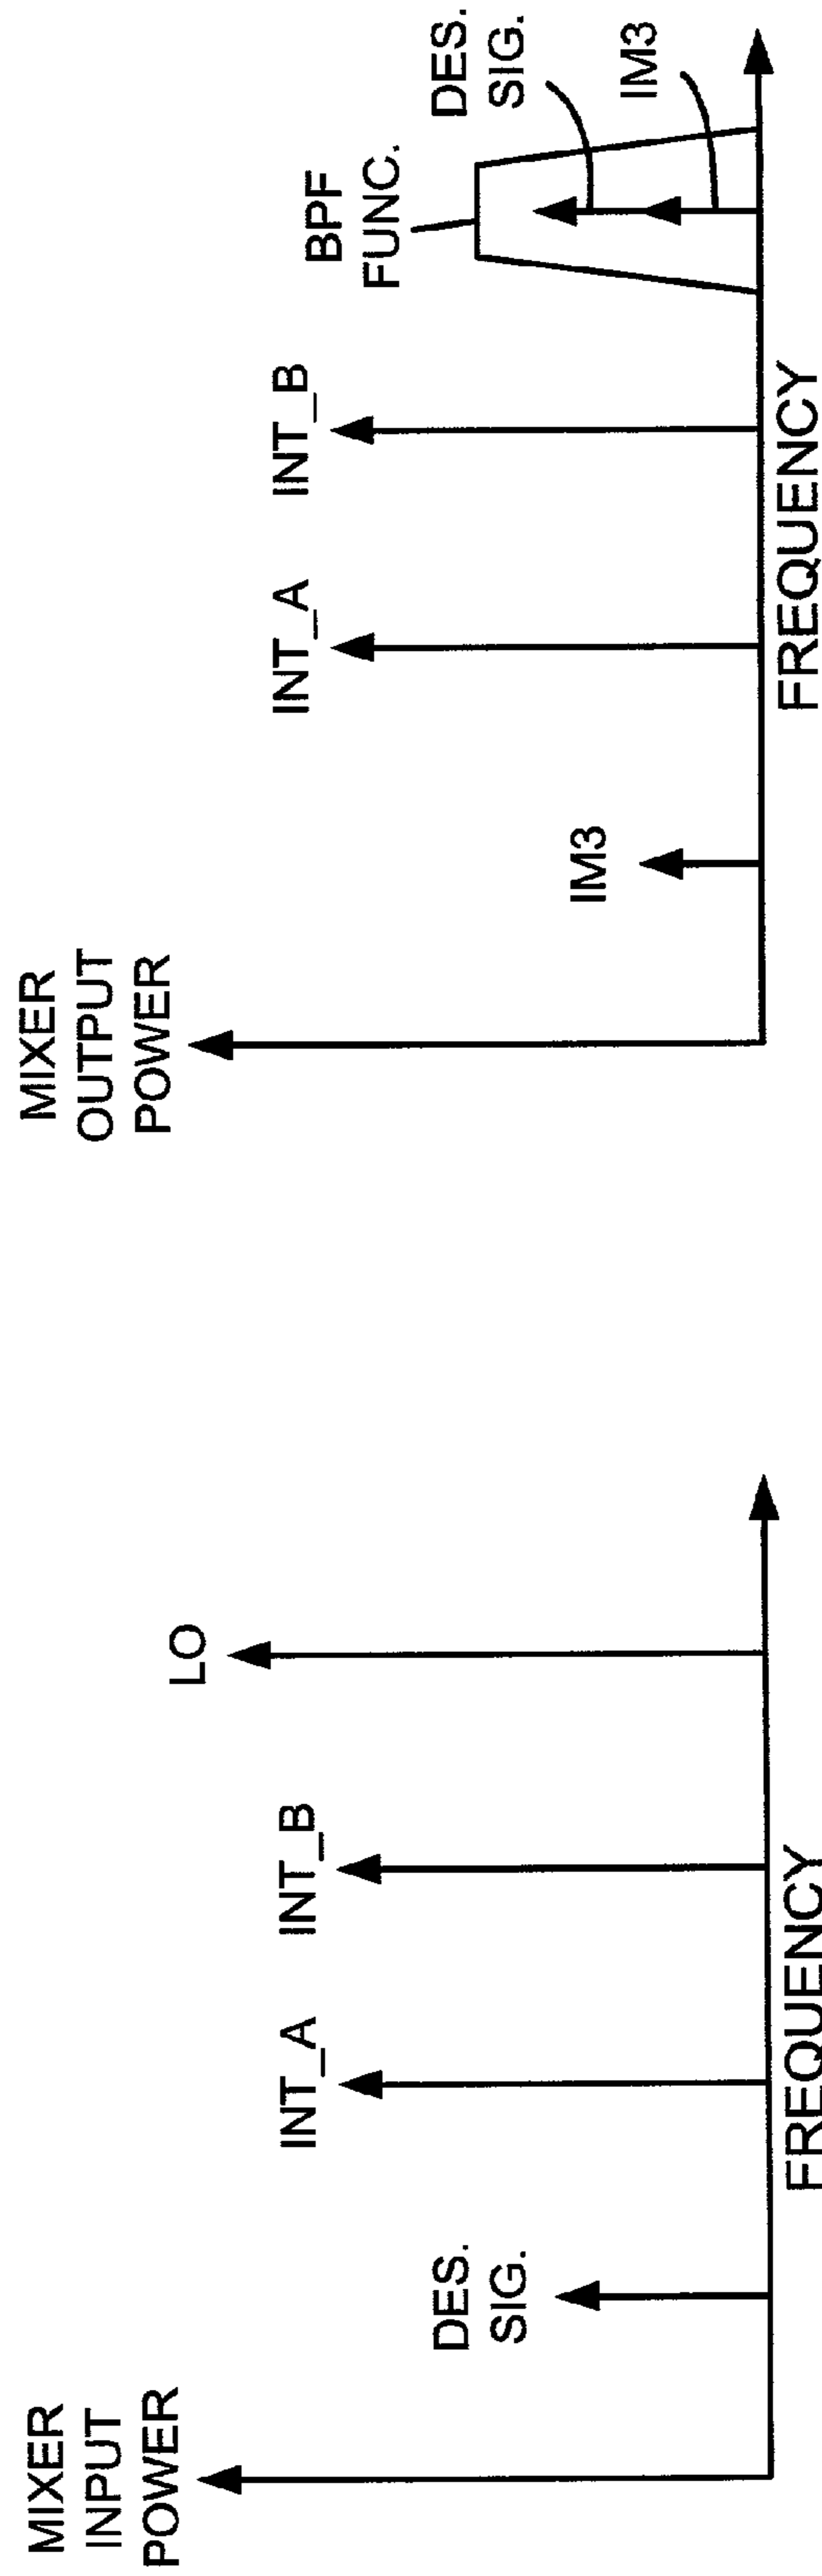 MIXER
INPUT
POWER
DES.
SIG.
INT_A
INT_B
LO
FREQUENCY
MIXER
OUTPUT
POWER
IM3
INT_A
INT_B
BPF
FUNC.
DES.
SIG.
IM3
FREQUENCY